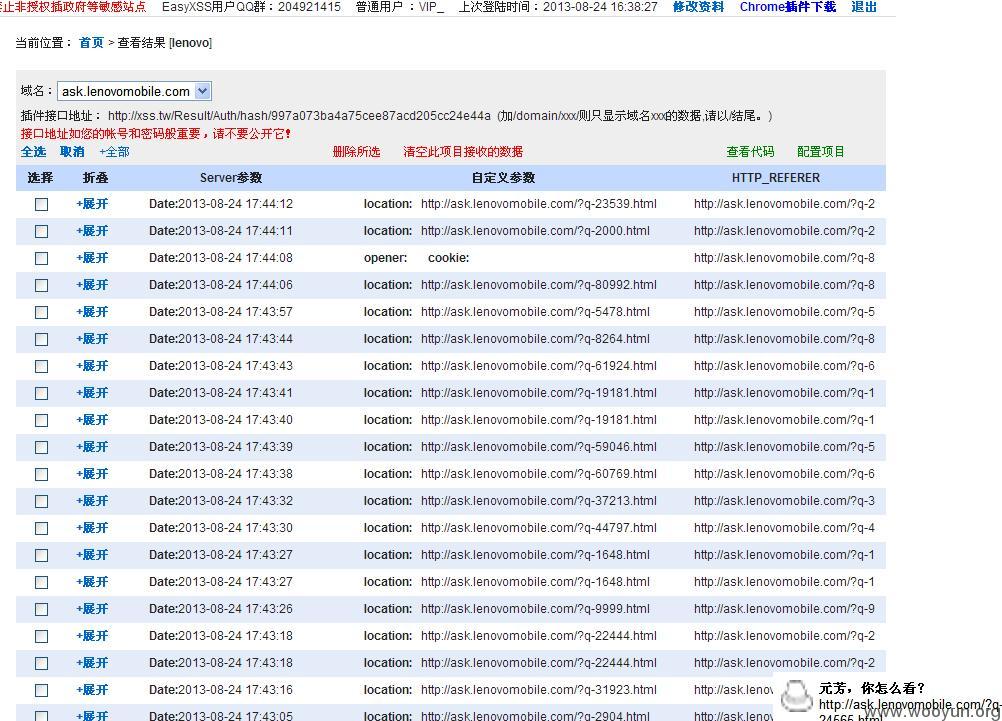 禁止非授权插政府等敏感站点 EasyXSS用户QQ群：204921415 普通用户：VIP_ 上次登陆时间：2013-08-24 16:38:27 修改资料 Chrome插件下载 退出
当前位置： 首页 > 查看结果 [lenovo]
域名： ask.lenovomobile.com
插件接口地址： http://xss.tw/Result/Auth/hash/997a073ba4a75cee87acd205cc24e44a (加/domain/xxx/则只显示域名xxx的数据,请以/结尾。)
接口地址如您的帐号和密码般重要，请不要公开它！
全选 取消 +全部 删除所选 清空此项目接收的数据 查看代码 配置项目
选择 折叠 Server参数 自定义参数 HTTP_REFERER
+展开 Date:2013-08-24 17:44:12 location: http://ask.lenovomobile.com/?q-23539.html http://ask.lenovomobile.com/?q-2
+展开 Date:2013-08-24 17:44:11 location: http://ask.lenovomobile.com/?q-2000.html http://ask.lenovomobile.com/?q-2
+展开 Date:2013-08-24 17:44:08 opener: cookie: http://ask.lenovomobile.com/?q-8
+展开 Date:2013-08-24 17:44:06 location: http://ask.lenovomobile.com/?q-80992.html http://ask.lenovomobile.com/?q-8
+展开 Date:2013-08-24 17:43:57 location: http://ask.lenovomobile.com/?q-5478.html http://ask.lenovomobile.com/?q-5
+展开 Date:2013-08-24 17:43:44 location: http://ask.lenovomobile.com/?q-8264.html http://ask.lenovomobile.com/?q-8
+展开 Date:2013-08-24 17:43:43 location: http://ask.lenovomobile.com/?q-61924.html http://ask.lenovomobile.com/?q-6
+展开 Date:2013-08-24 17:43:41 location: http://ask.lenovomobile.com/?q-19181.html http://ask.lenovomobile.com/?q-1
+展开 Date:2013-08-24 17:43:40 location: http://ask.lenovomobile.com/?q-19181.html http://ask.lenovomobile.com/?q-1
+展开 Date:2013-08-24 17:43:39 location: http://ask.lenovomobile.com/?q-59046.html http://ask.lenovomobile.com/?q-5
+展开 Date:2013-08-24 17:43:38 location: http://ask.lenovomobile.com/?q-60769.html http://ask.lenovomobile.com/?q-6
+展开 Date:2013-08-24 17:43:32 location: http://ask.lenovomobile.com/?q-37213.html http://ask.lenovomobile.com/?q-3
+展开 Date:2013-08-24 17:43:30 location: http://ask.lenovomobile.com/?q-44797.html http://ask.lenovomobile.com/?q-4
+展开 Date:2013-08-24 17:43:27 location: http://ask.lenovomobile.com/?q-1648.html http://ask.lenovomobile.com/?q-1
+展开 Date:2013-08-24 17:43:27 location: http://ask.lenovomobile.com/?q-1648.html http://ask.lenovomobile.com/?q-1
+展开 Date:2013-08-24 17:43:26 location: http://ask.lenovomobile.com/?q-9999.html http://ask.lenovomobile.com/?q-9
+展开 Date:2013-08-24 17:43:18 location: http://ask.lenovomobile.com/?q-22444.html http://ask.lenovomobile.com/?q-2
+展开 Date:2013-08-24 17:43:18 location: http://ask.lenovomobile.com/?q-22444.html http://ask.lenovomobile.com/?q-2
+展开 Date:2013-08-24 17:43:16 location: http://ask.lenovomobile.com/?q-31923.html http://ask.lenovo
+展开 Date:2013-08-24 17:43:05 location: http://ask.lenovomobile.com/?q-2904.html http://ask.lenovo
元芳，你怎么看？
http://ask.lenovomobile.com/?q
24566.html
www.wooyun.org